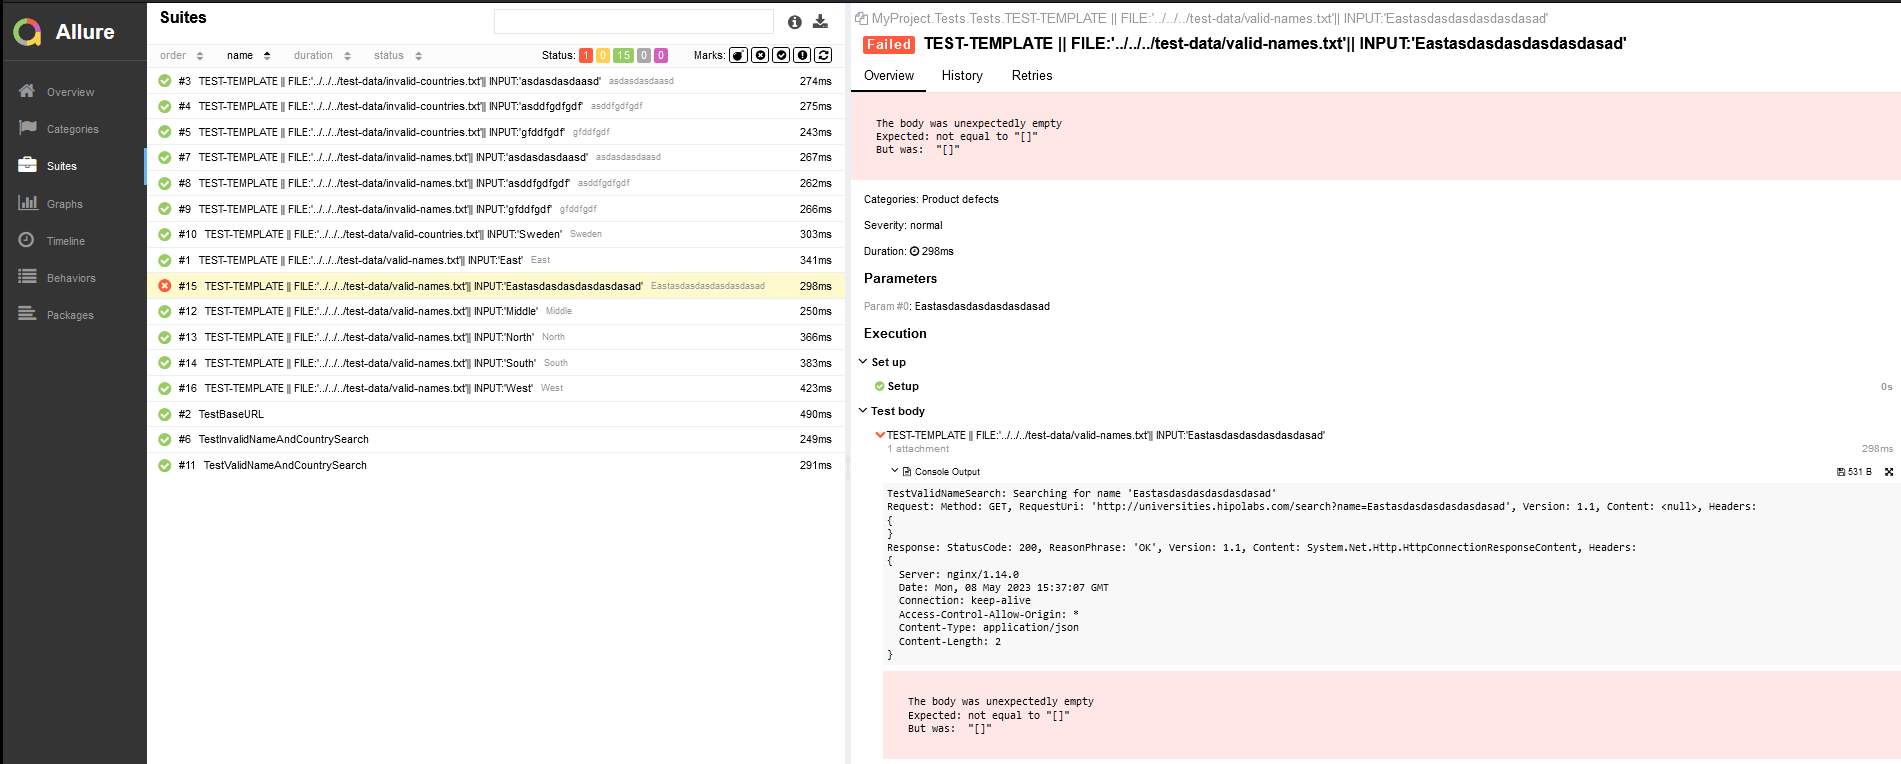 Allure
Overview
Categories
Suites
Graphs
Timeline
Behaviors
Packages
Suites
order name duration status Status: 1 0 15 0 0 Marks:
#3 TEST-TEMPLATE || FILE:'../../../test-data/invalid-countries.txt'|| INPUT:'asdasdasdaasd' asdasdasdaasd 274ms
#4 TEST-TEMPLATE || FILE:'../../../test-data/invalid-countries.txt'|| INPUT:'asddfgdfgdf' asddfgdfgdf 275ms
#5 TEST-TEMPLATE || FILE:'../../../test-data/invalid-countries.txt'|| INPUT:'gfddfgdf' gfddfgdf 243ms
#7 TEST-TEMPLATE || FILE:'../../../test-data/invalid-names.txt'|| INPUT:'asdasdasdaasd' asdasdasdaasd 267ms
#8 TEST-TEMPLATE || FILE:'../../../test-data/invalid-names.txt'|| INPUT:'asddfgdfgdf' asddfgdfgdf 262ms
#9 TEST-TEMPLATE || FILE:'../../../test-data/invalid-names.txt'|| INPUT:'gfddfgdf' gfddfgdf 266ms
#10 TEST-TEMPLATE || FILE:'../../../test-data/valid-countries.txt'|| INPUT:'Sweden' Sweden 303ms
#1 TEST-TEMPLATE || FILE:'../../../test-data/valid-names.txt'|| INPUT:'East' East 341ms
#15 TEST-TEMPLATE || FILE:'../../../test-data/valid-names.txt'|| INPUT:'Eastasdasdasdasdasdasdasad' Eastasdasdasdasdasdasdasad 298ms
#12 TEST-TEMPLATE || FILE:'../../../test-data/valid-names.txt'|| INPUT:'Middle' Middle 250ms
#13 TEST-TEMPLATE || FILE:'../../../test-data/valid-names.txt'|| INPUT:'North' North 366ms
#14 TEST-TEMPLATE || FILE:'../../../test-data/valid-names.txt'|| INPUT:'South' South 383ms
#16 TEST-TEMPLATE || FILE:'../../../test-data/valid-names.txt'|| INPUT:'West' West 423ms
#2 TestBaseURL 490ms
#6 TestInvalidNameAndCountrySearch 249ms
#11 TestValidNameAndCountrySearch 291ms
MyProject.Tests.Tests.TEST-TEMPLATE || FILE:'../../../test-data/valid-names.txt'|| INPUT:'Eastasdasdasdasdasdasdasad'
Failed TEST-TEMPLATE || FILE:'../../../test-data/valid-names.txt'|| INPUT:'Eastasdasdasdasdasdasdasad'
Overview History Retries
The body was unexpectedly empty
Expected: not equal to "[]"
But was: "[]"
Categories: Product defects
Severity: normal
Duration: 298ms
Parameters
Param #0: Eastasdasdasdasdasdasdasad
Execution
Set up
Setup 0s
Test body
TEST-TEMPLATE || FILE:'../../../test-data/valid-names.txt'|| INPUT:'Eastasdasdasdasdasdasdasad'
1 attachment 298ms
Console Output 531 B
TestValidNameSearch: Searching for name 'Eastasdasdasdasdasdasdasad'
Request: Method: GET, RequestUri: 'http://universities.hipolabs.com/search?name=Eastasdasdasdasdasdasdasad', Version: 1.1, Content: <null>, Headers:
{
}
Response: StatusCode: 200, ReasonPhrase: 'OK', Version: 1.1, Content: System.Net.Http.HttpConnectionResponseContent, Headers:
{
Server: nginx/1.14.0
Date: Mon, 08 May 2023 15:37:07 GMT
Connection: keep-alive
Access-Control-Allow-Origin: *
Content-Type: application/json
Content-Length: 2
}
The body was unexpectedly empty
Expected: not equal to "[]"
But was: "[]"